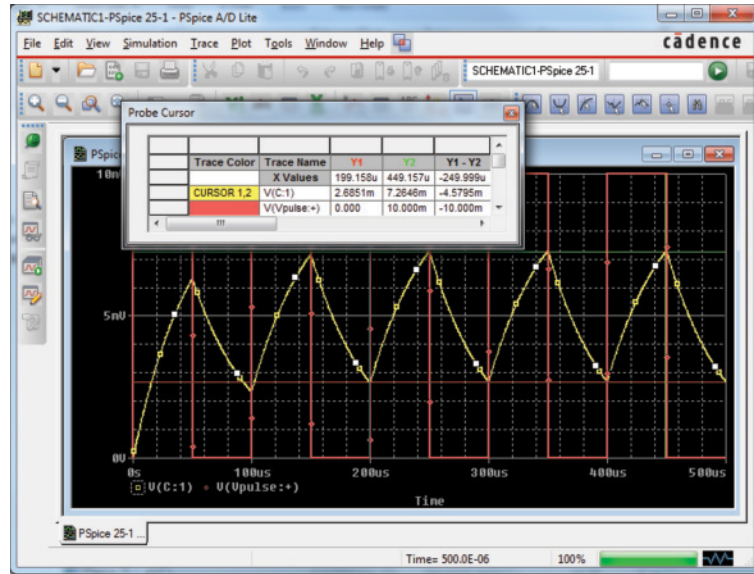 SCHEMATIC1-PSpice 25-1 - PSpice A/D Lite
File Edit View Simulation Trace Plot Tools Window Help
cādence
SCHEMATIC1-PSpice 25-1
Probe Cursor
Trace Color Trace Name Y1 Y2 Y1 - Y2
X Values 199.158u 449.157u -249.999u
CURSOR 1,2 V(C:1) 2.6851m 7.2646m -4.5795m
V(Vpulse:+) 0.000 10.000m -10.000m
PSpic
10m
5mV
0V
0s 100us 200us 300us 400us 500us
V(C:1) V(Vpulse:+)
Time
PSpice 25-1 ...
Time= 500.0E-06 100%